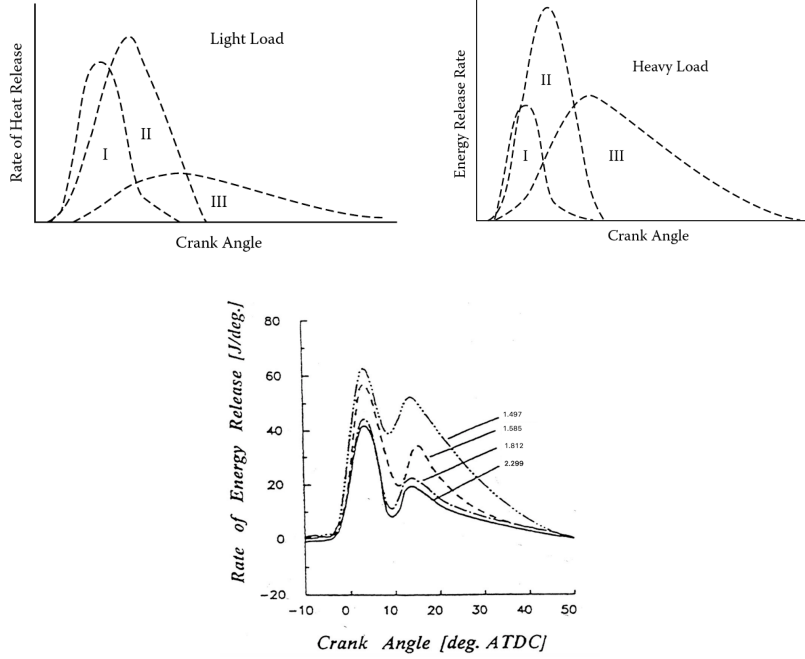 Light Load
Rate of Heat Release
I
II
III
Crank Angle
Heavy Load
Energy Release Rate
II
I
III
Crank Angle
Rate of Energy Release [J/deg.]
80
60
40
20
0
-20
1.497
1.585
1.812
2.299
-10 0 10 20 30 40 50
Crank Angle [deg. ATDC]